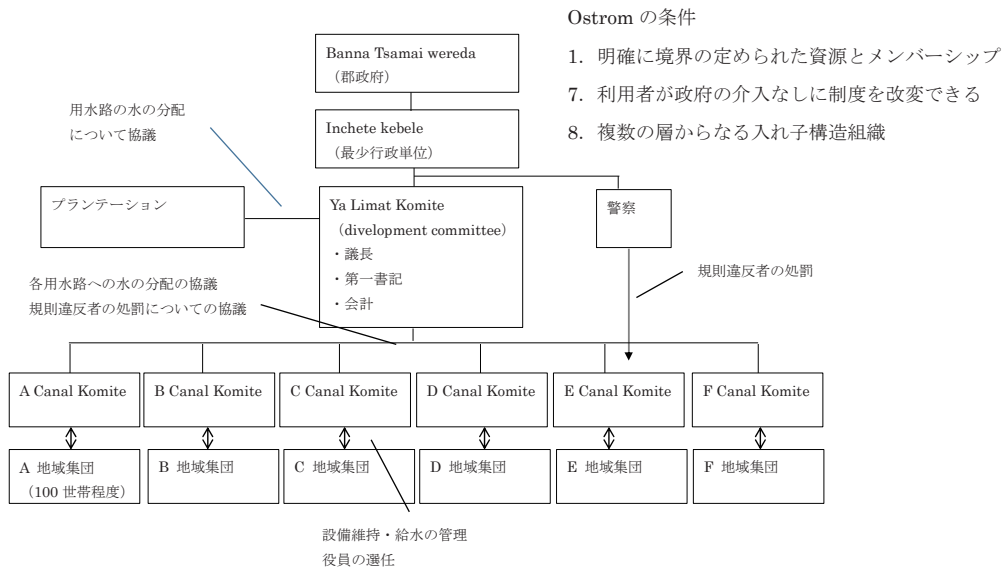 Ostrom の条件
1. 明確に境界の定められた資源とメンバーシップ
7. 利用者が政府の介入なしに制度を改変できる
8. 複数の層からなる入れ子構造組織
Banna Tsamai wereda
（郡政府）
用水路の水の分配
について協議
Inchete kebele
（最少行政単位）
プランテーション
Ya Limat Komite
（divelopment committee）
・議長
・第一書記
・会計
警察
各用水路への水の分配の協議
規則違反者の処罰についての協議
規則違反者の処罰
A Canal Komite
B Canal Komite
C Canal Komite
D Canal Komite
E Canal Komite
F Canal Komite
A 地域集団
（100 世帯程度）
B 地域集団
C 地域集団
D 地域集団
E 地域集団
F 地域集団
設備維持・給水の管理
役員の選任